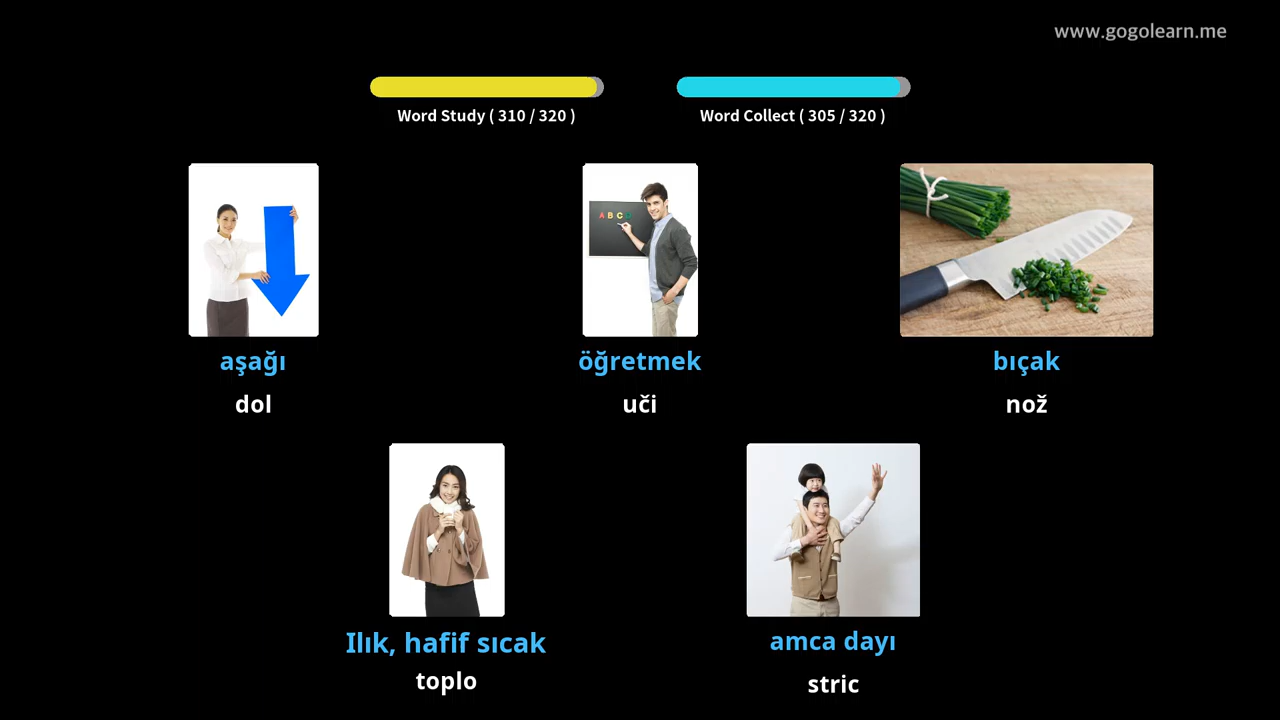 www.gogolearn.me
Word Study ( 310 / 320 )
Word Collect ( 305 / 320 )
A B C D
aşağı
öğretmek
bıçak
dol
uči
nož
Ilık, hafif sıcak
amca dayı
toplo
stric